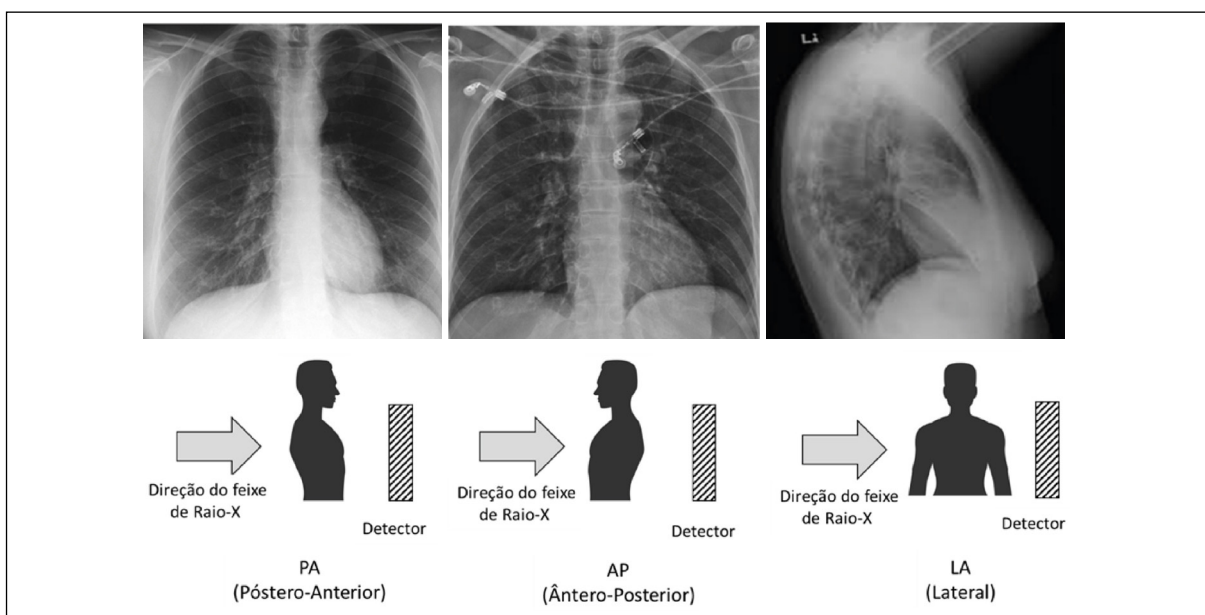 Li
Direção do feixe
de Raio-X
Detector
PA
(Póstero-Anterior)
Direção do feixe
de Raio-X
Detector
AP
(Ântero-Posterior)
Direção do feixe
de Raio-X
Detector
LA
(Lateral)